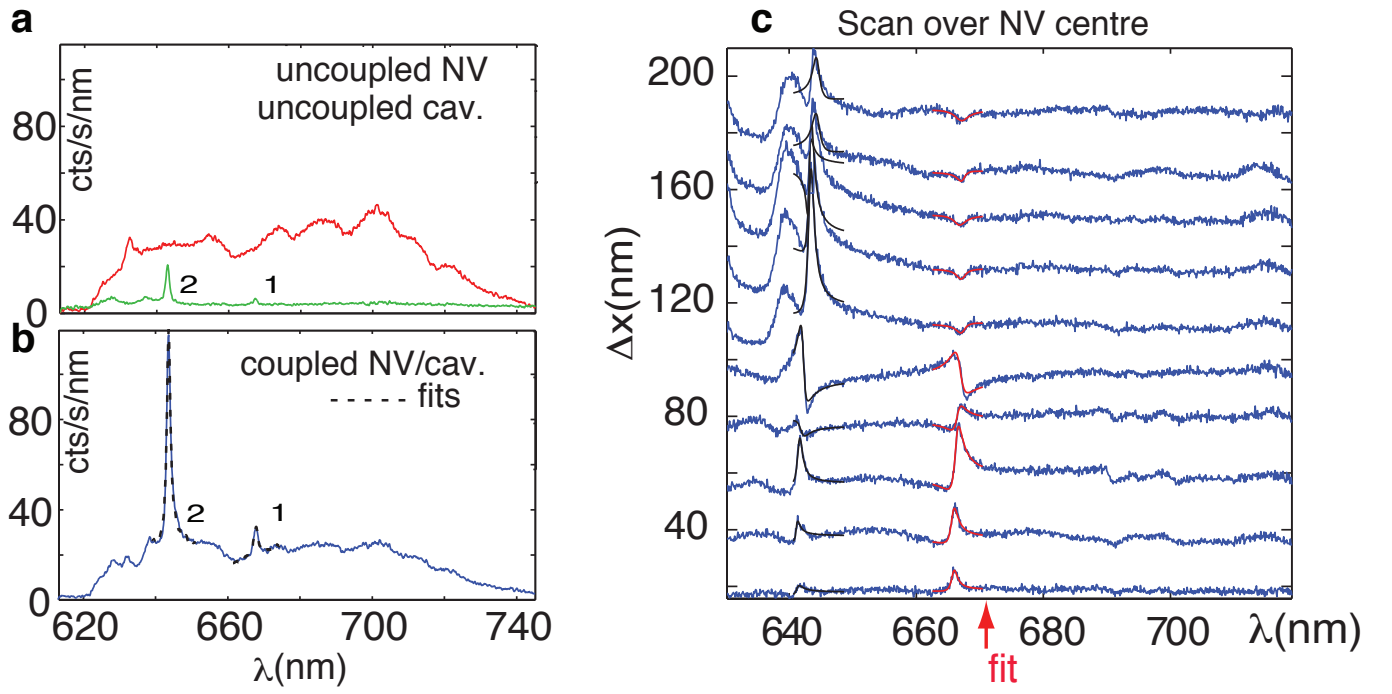 a
uncoupled NV
uncoupled cav.
cts/s/nm
80
40
0
2
1
b
coupled NV/cav.
----- fits
cts/s/nm
80
40
0
2
1
620
660
700
740
λ(nm)
c
Scan over NV centre
Δx(nm)
200
160
120
80
40
640
660
680
700
λ(nm)
fit